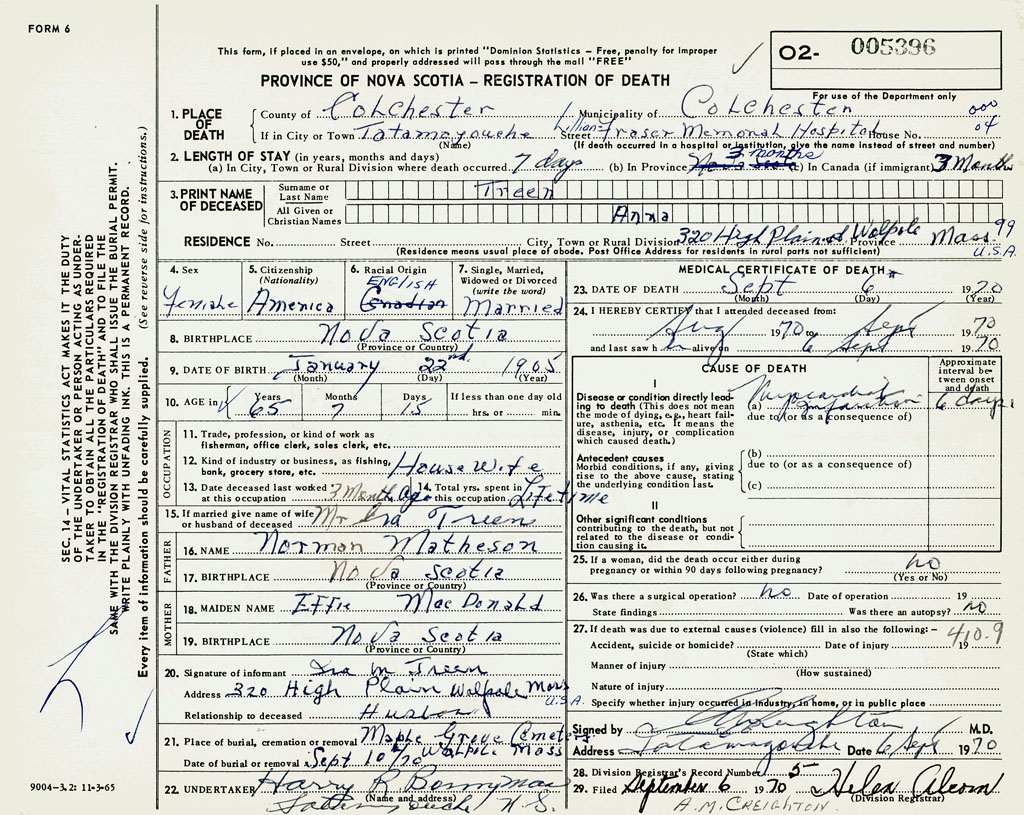 FORM 6
This form, if placed in an envelope, on which is printed "Dominion Statistics – Free, penalty for improper
use $50," and properly addressed will pass through the mail "FREE"
O2- 005396
PROVINCE OF NOVA SCOTIA – REGISTRATION OF DEATH
For use of the Department only
1. PLACE OF DEATH County of Colchester Municipality of Colchester 000
If in City or Town Tatamagouche Street Lillian Fraser Memorial Hospital House No. 04
(Name) (If death occurred in a hospital or institution, give the name instead of street and number)
2. LENGTH OF STAY (in years, months and days) 3 months
(a) In City, Town or Rural Division where death occurred 7 days (b) In Province Nova Scotia (c) In Canada (if immigrant) 3 Months
3. PRINT NAME OF DECEASED Surname or Last Name Treen
All Given or Christian Names Anna
RESIDENCE No. Street City, Town or Rural Division 320 High Plain St Walpole Province Mass 99
(Residence means usual place of abode. Post Office Address for residents in rural parts not sufficient) U.S.A.
4. Sex 5. Citizenship (Nationality) 6. Racial Origin 7. Single, Married, Widowed or Divorced (write the word)
Female America ENGLISH Canadian Married
8. BIRTHPLACE Nova Scotia
(Province or Country)
9. DATE OF BIRTH January 22nd 1905
(Month) (Day) (Year)
10. AGE in Years Months Days If less than one day old
65 7 15 hrs. or min.
OCCUPATION
11. Trade, profession, or kind of work as
fisherman, office clerk, sales clerk, etc.
12. Kind of industry or business, as fishing,
bank, grocery store, etc. House Wife
13. Date deceased last worked at this occupation 3 Month Ago 14. Total yrs. spent in this occupation Lifetime
15. If married give name of wife
or husband of deceased Mr Ira Treen
FATHER
16. NAME Norman Matheson
17. BIRTHPLACE Nova Scotia
(Province or Country)
MOTHER
18. MAIDEN NAME Effie MacDonald
19. BIRTHPLACE Nova Scotia
(Province or Country)
20. Signature of informant Ira M Treen
Address 320 High Plain Walpole Mass U.S.A.
Relationship to deceased Husban
21. Place of burial, cremation or removal Maple Grove Cemetery
Date of burial or removal Sept 10/70 Walpole Mass
22. UNDERTAKER Harry R Bonnyman
(Name and address)
Tatamagouche N.S.
MEDICAL CERTIFICATE OF DEATH
23. DATE OF DEATH Sept 6 1970
(Month) (Day) (Year)
24. I HEREBY CERTIFY that I attended deceased from:
Aug 1970 to Sept 1970
and last saw h alive on 6 Sept 1970
CAUSE OF DEATH
Approximate interval between onset and death
I
Disease or condition directly leading to death (This does not mean the mode of dying, e.g., heart failure, asthenia, etc. It means the disease, injury, or complication which caused death.)
(a) Myocardial Infarction 6 days
due to (or as a consequence of)
Antecedent causes
Morbid conditions, if any, giving rise to the above cause, stating the underlying condition last.
(b)
due to (or as a consequence of)
(c)
II
Other significant conditions
contributing to the death, but not related to the disease or condition causing it.
25. If a woman, did the death occur either during
pregnancy or within 90 days following pregnancy? no
(Yes or No)
26. Was there a surgical operation? no Date of operation 19
State findings Was there an autopsy? no
27. If death was due to external causes (violence) fill in also the following:– 410.9
Accident, suicide or homicide? Date of injury 19
(State which)
Manner of injury
(How sustained)
Nature of injury
Specify whether injury occurred in industry, in home, or in public place
Signed by Creighton M.D.
Address Tatamagouche Date 6 Sept 1970
28. Division Registrar's Record Number 5
29. Filed September 6 1970 Helen Alcorn
(Division Registrar)
A.M. CREIGHTON
9004–3,2: 11-3-65
SEC. 14 – VITAL STATISTICS ACT MAKES IT THE DUTY
OF THE UNDERTAKER OR PERSON ACTING AS UNDER-
TAKER TO OBTAIN ALL THE PARTICULARS REQUIRED
IN THE "REGISTRATION OF DEATH" AND TO FILE THE
SAME WITH THE DIVISION REGISTRAR WHO SHALL ISSUE THE BURIAL PERMIT.
WRITE PLAINLY WITH UNFADING INK. THIS IS A PERMANENT RECORD.
Every item of information should be carefully supplied. (See reverse side for instructions.)